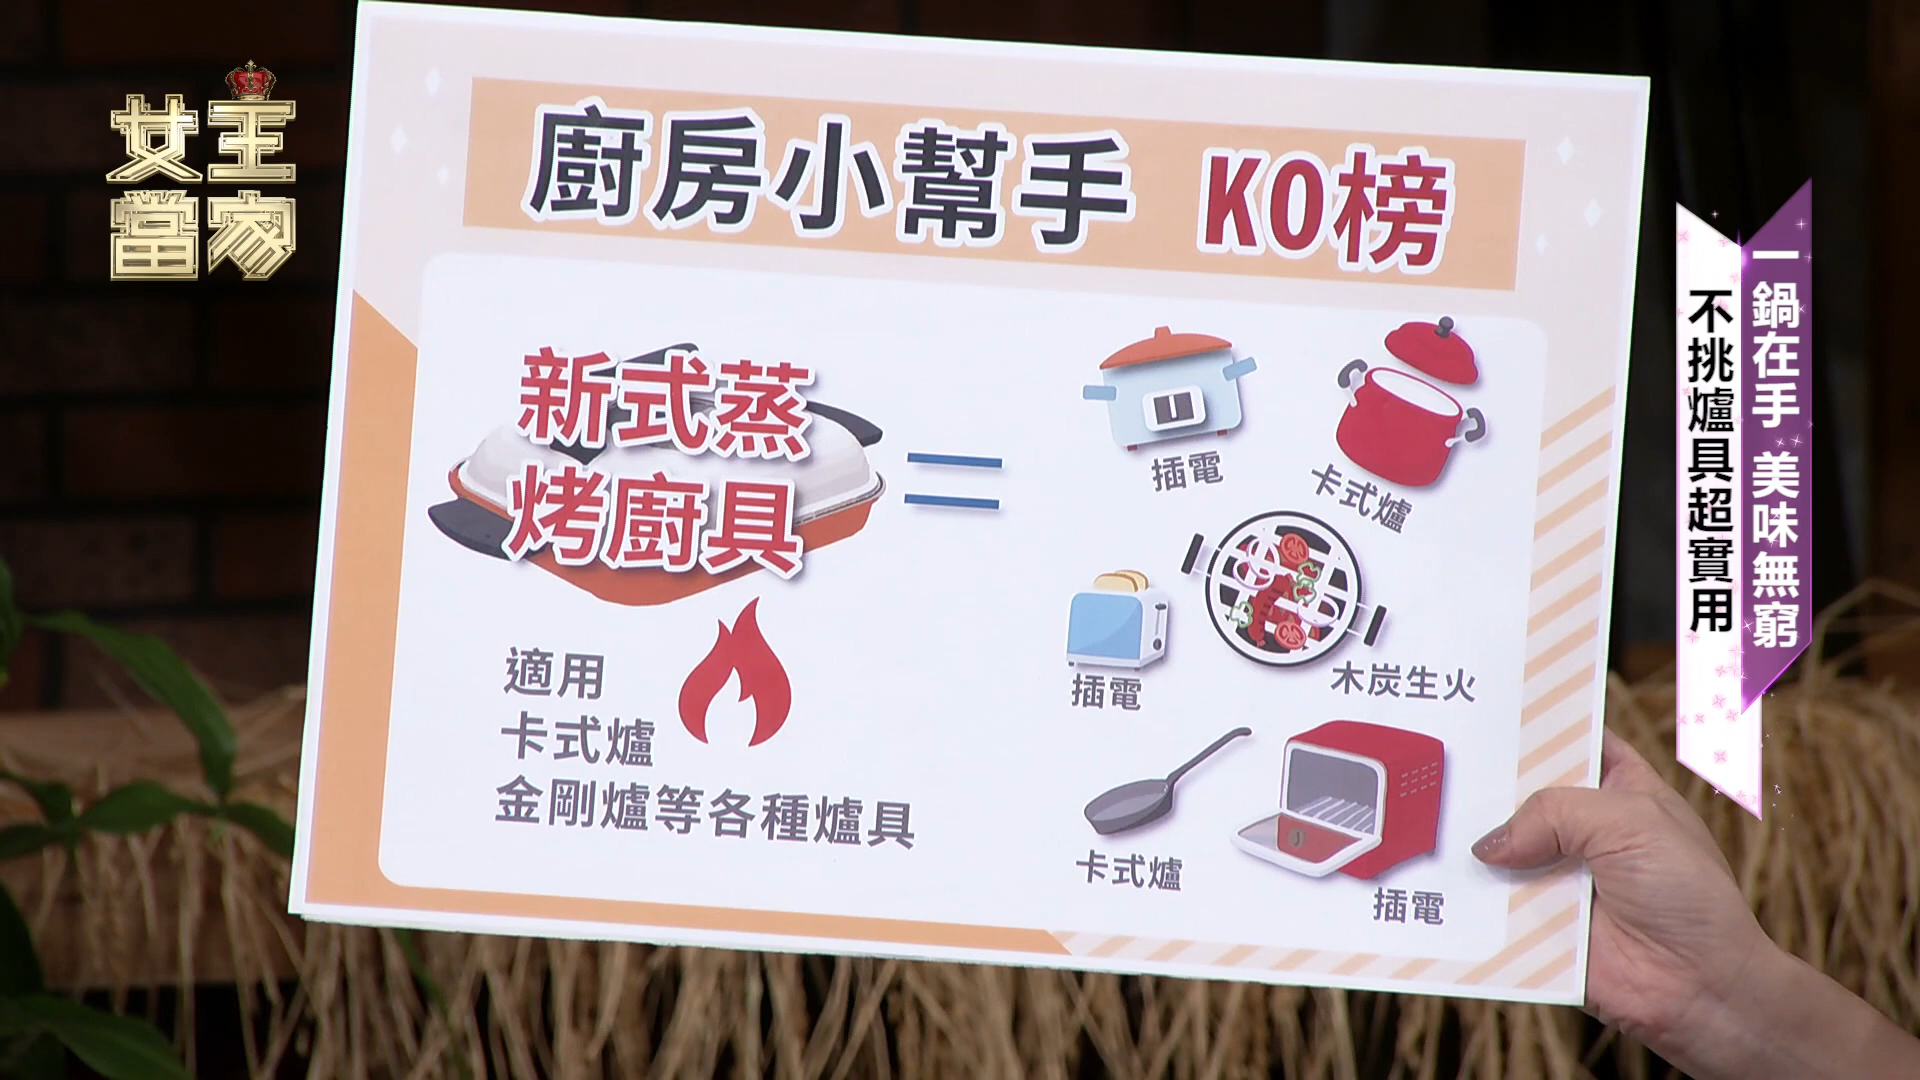 女王
當家
廚房小幫手 KO榜
新式蒸
烤廚具
適用
卡式爐
金剛爐等各種爐具
插電
卡式爐
插電
木炭生火
卡式爐
插電
一鍋在手 美味無窮
不挑爐具超實用